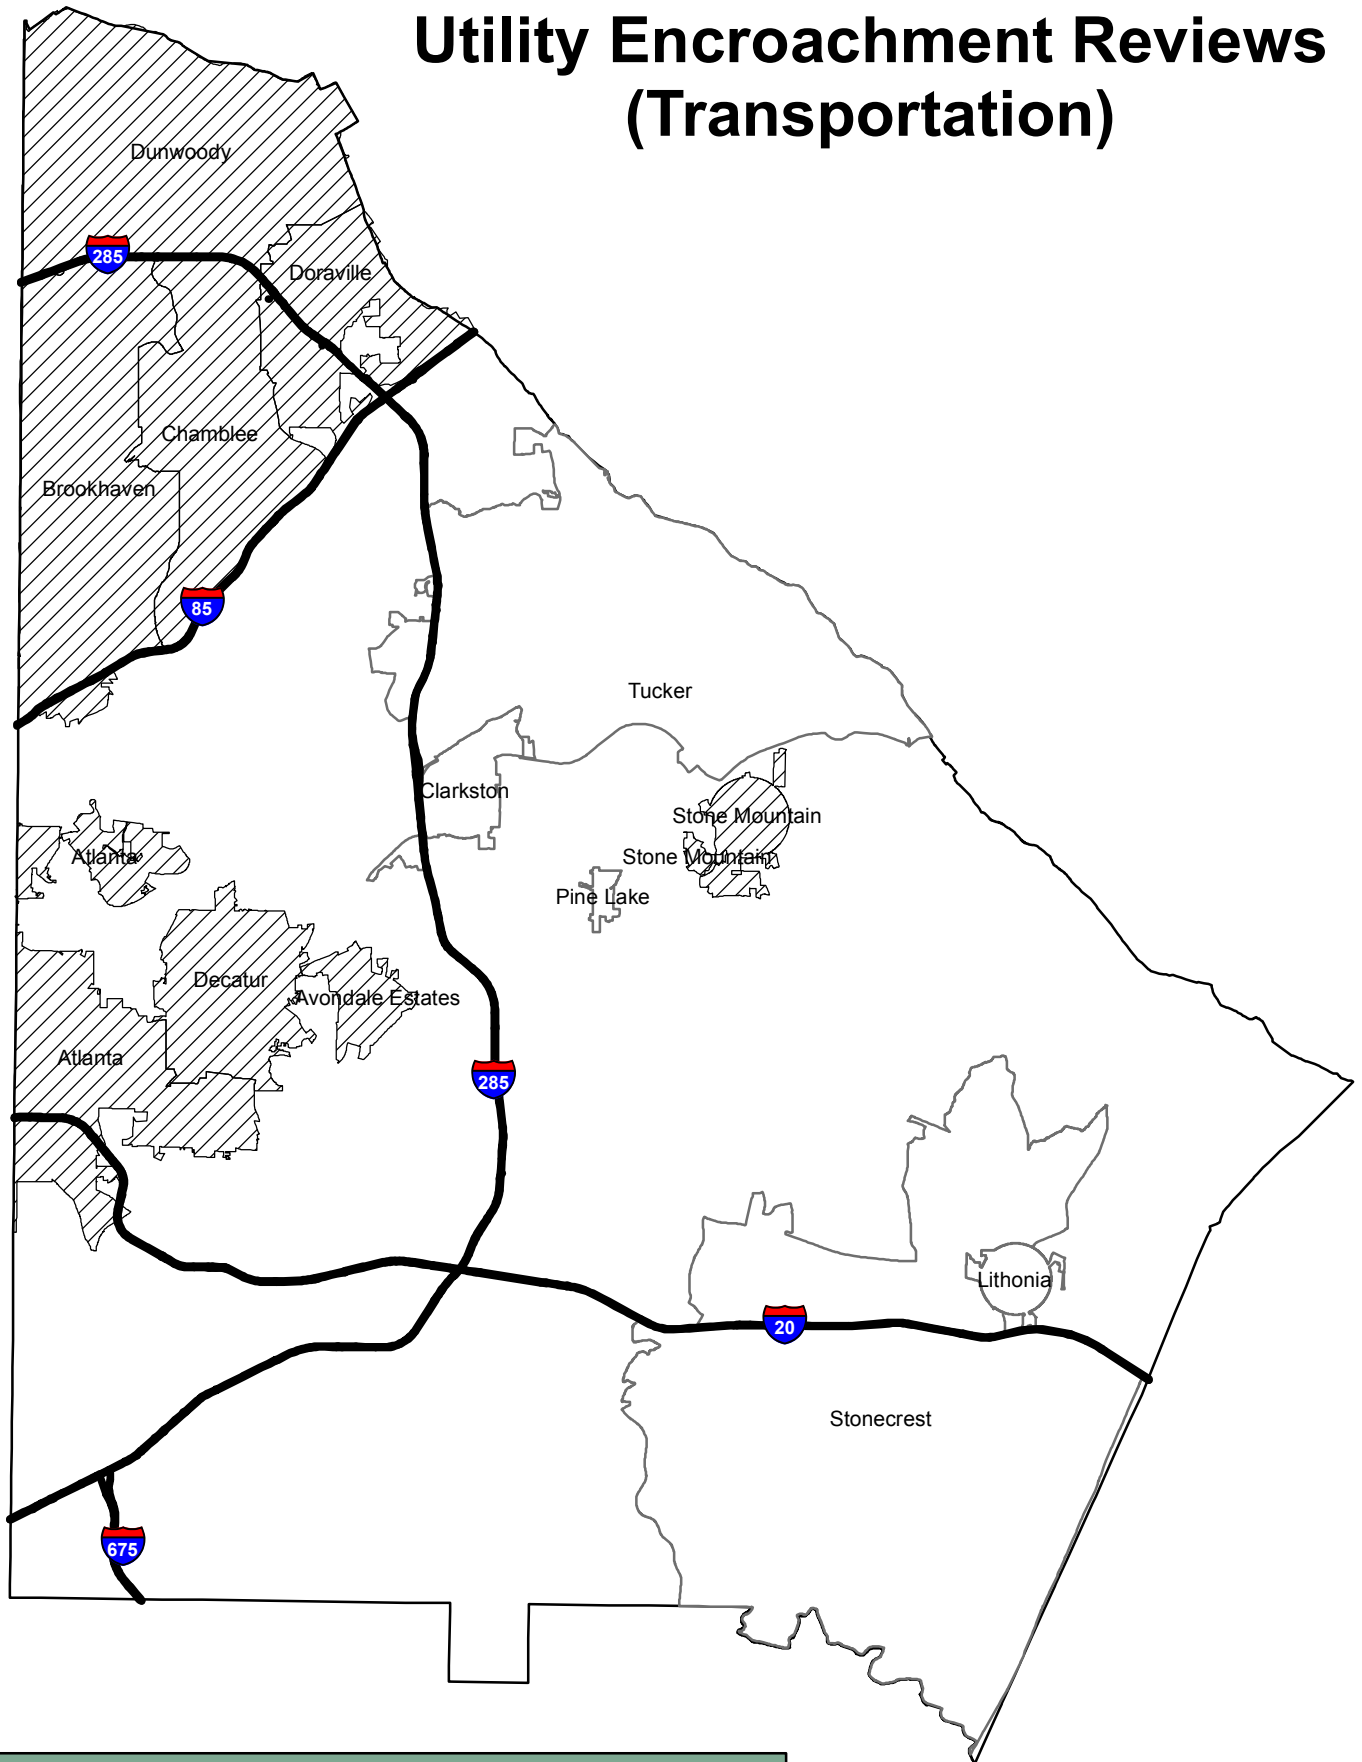 Utility Encroachment Reviews
(Transportation)
Dunwoody
285
Doraville
Chamblee
Brookhaven
85
Tucker
Clarkston
Stone Mountain
Atlanta
Stone Mountain
Pine Lake
Decatur
Avondale Estates
Atlanta
285
Lithonia
20
Stonecrest
675